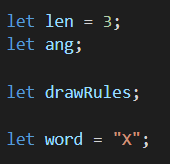 let len = 3;
let ang;
let drawRules;
let word = "X";